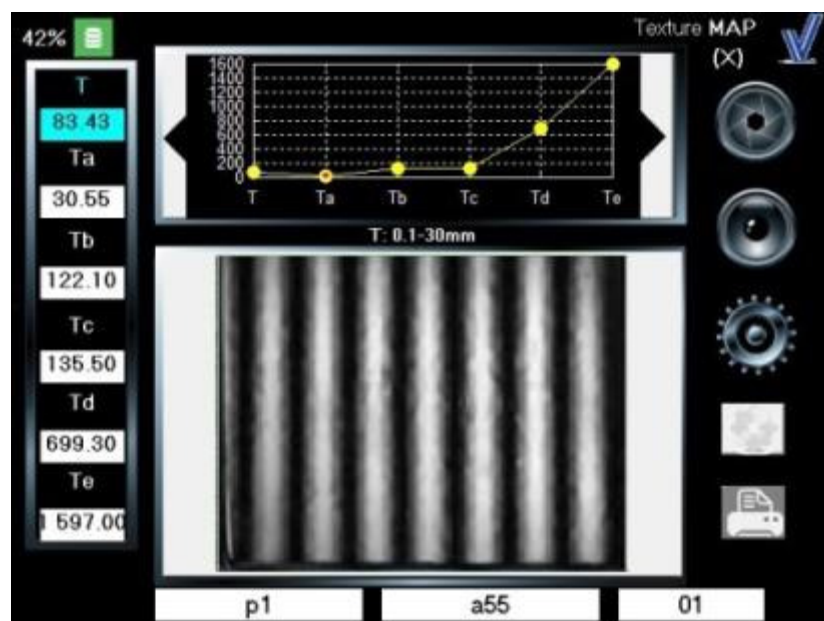 42%
Texture MAP
(X)
T
83.43
Ta
30.55
Tb
122.10
Tc
135.50
Td
699.30
Te
1 597.00
1600
1400
1200
1000
800
600
400
200
0
T Ta Tb Tc Td Te
T: 0.1-30mm
p1 a55 01